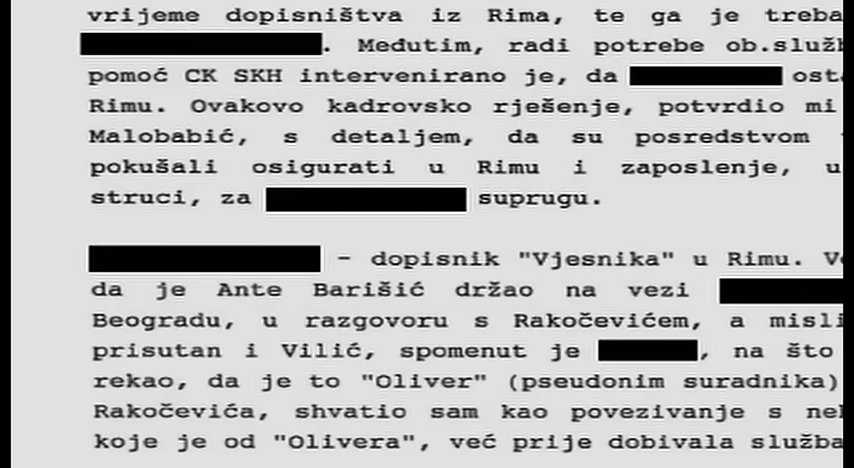 vrijeme dopisništva iz Rima, te ga je treba
. Međutim, radi potrebe ob.služb
pomoć CK SKH intervenirano je, da osta
Rimu. Ovakovo kadrovsko rješenje, potvrdio mi
Malobabić, s detaljem, da su posredstvom
pokušali osigurati u Rimu i zaposlenje, u
struci, za suprugu.
– dopisnik "Vjesnika" u Rimu. V
da je Ante Barišić držao na vezi
Beogradu, u razgovoru s Rakočevićem, a misli
prisutan i Vilić, spomenut je , na što
rekao, da je to "Oliver" (pseudonim suradnika)
Rakočevića, shvatio sam kao povezivanje s ne
koje je od "Olivera", već prije dobivala služba